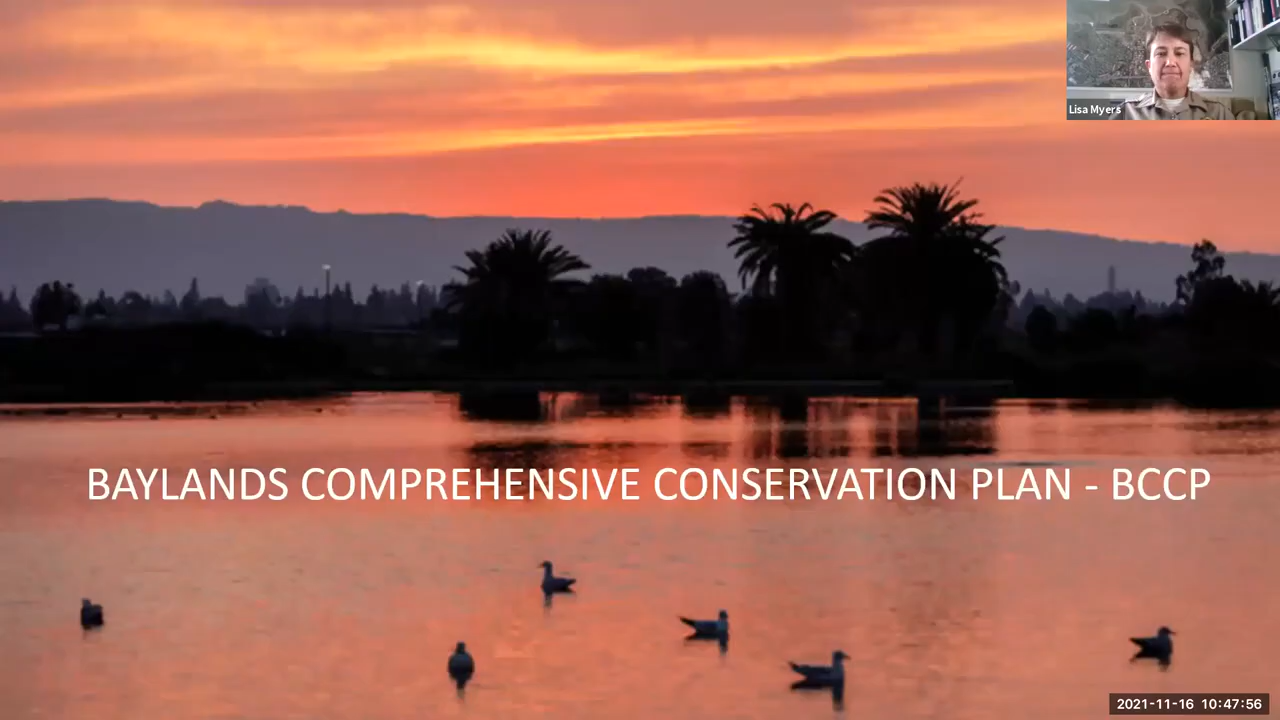 Lisa Myers
BAYLANDS COMPREHENSIVE CONSERVATION PLAN - BCCP
2021-11-16 10:47:56